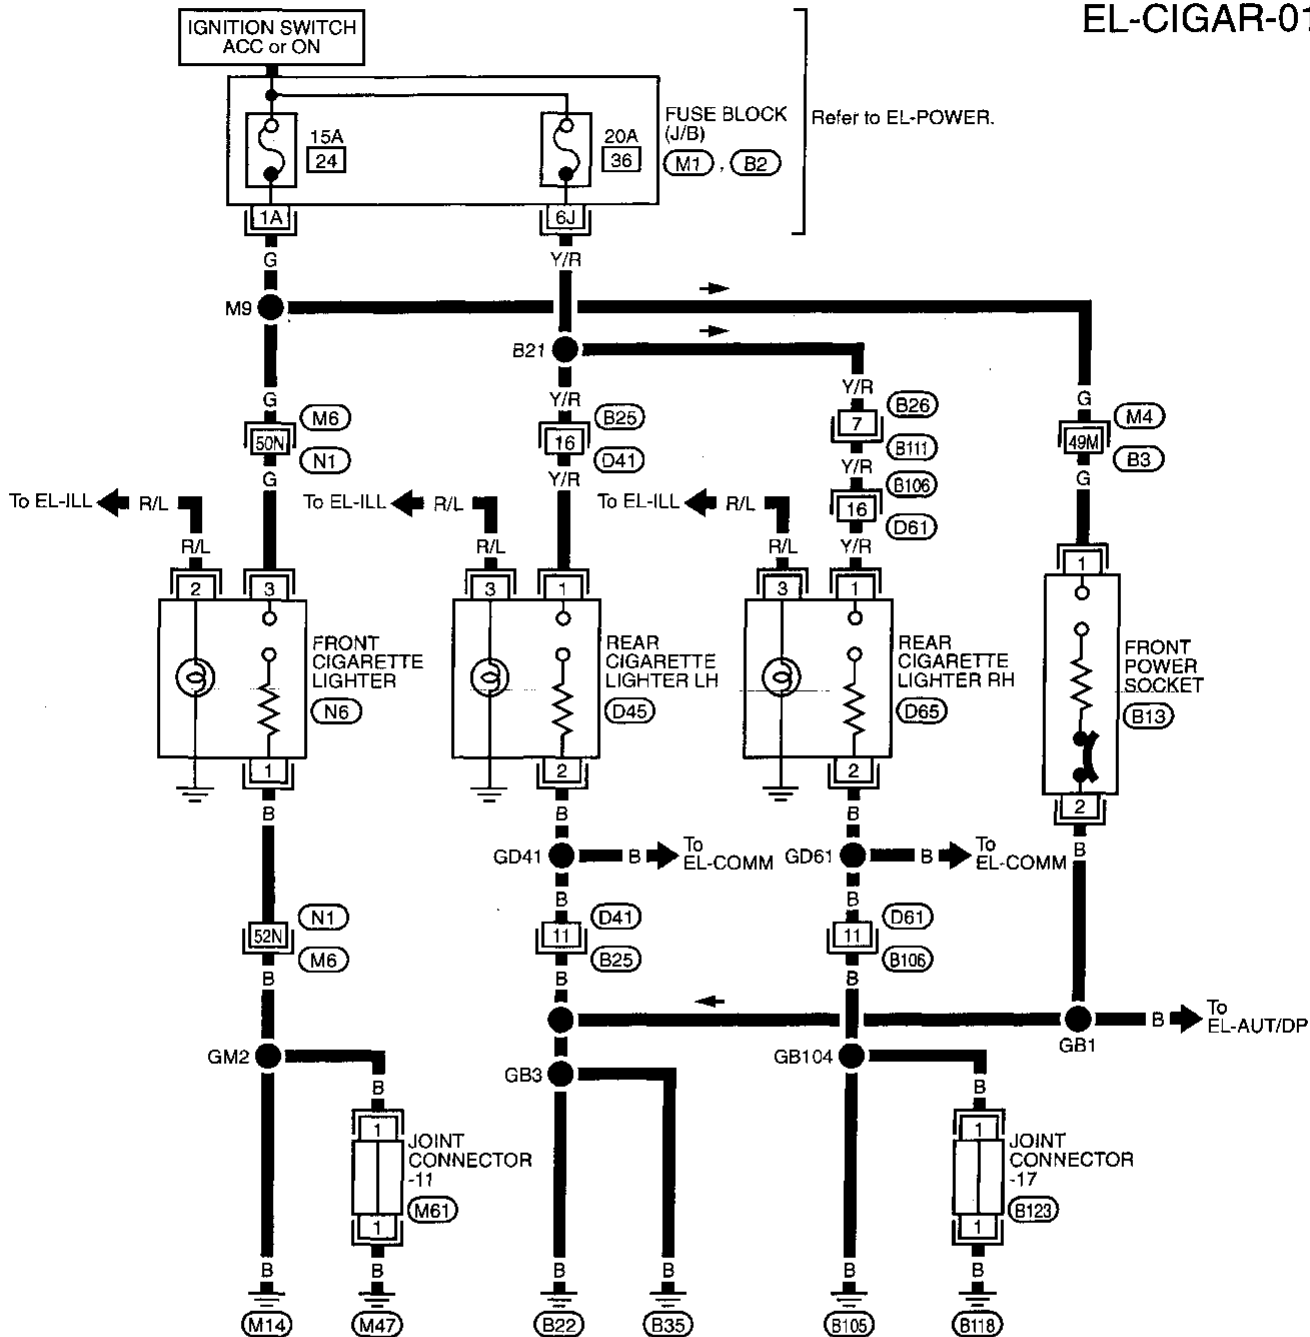 EL-CIGAR-01
IGNITION SWITCH
ACC or ON
15A
24
20A
36
FUSE BLOCK
(J/B)
M1 , B2
Refer to EL-POWER.
1A
6J
G
Y/R
M9
B21
G
Y/R
Y/R
G
M6
50N
N1
B25
16
D41
B26
7
B111
M4
49M
B3
G
Y/R
Y/R
G
B106
16
D61
To EL-ILL
R/L
To EL-ILL
R/L
To EL-ILL
R/L
R/L
R/L
R/L
Y/R
2
3
3
1
3
1
1
FRONT
CIGARETTE
LIGHTER
N6
REAR
CIGARETTE
LIGHTER LH
D45
REAR
CIGARETTE
LIGHTER RH
D65
FRONT
POWER
SOCKET
B13
1
2
2
2
B
B
B
B
GD41
B
To
EL-COMM
GD61
B
To
EL-COMM
B
B
N1
52N
M6
D41
11
B25
D61
11
B106
B
B
B
B
To
EL-AUT/DP
GB1
GM2
GB3
GB104
B
B
1
JOINT
CONNECTOR
-11
M61
1
1
JOINT
CONNECTOR
-17
B123
1
B
B
B
B
B
B
M14
M47
B22
B35
B105
B118